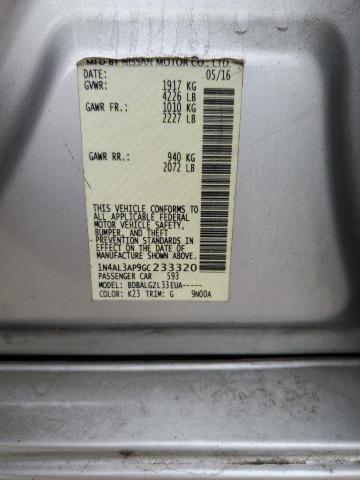 MFD BY NISSAN MOTOR CO., LTD.
DATE: 05/16
GVWR: 1917 KG
4226 LB
GAWR FR.: 1010 KG
2227 LB
GAWR RR.: 940 KG
2072 LB
THIS VEHICLE CONFORMS TO
ALL APPLICABLE FEDERAL
MOTOR VEHICLE SAFETY,
BUMPER, AND THEFT
PREVENTION STANDARDS
IN EFFECT ON THE DATE OF
MANUFACTURE SHOWN ABOVE.
1N4AL3AP9GC233320
PASSENGER CAR 593
MODEL: BDBALGZL33EUA-----
COLOR: K23 TRIM: G 9N00A